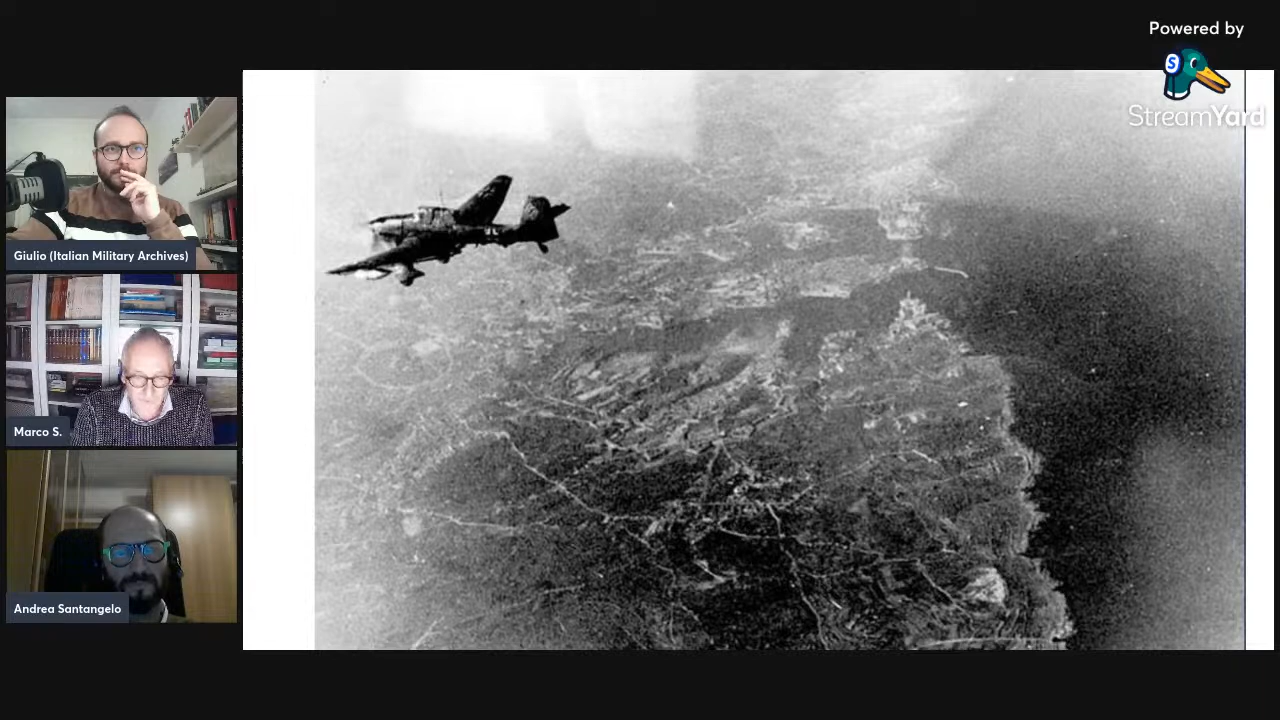 Powered by
S
StreamYard
Giulio (Italian Military Archives)
Marco S.
Andrea Santangelo